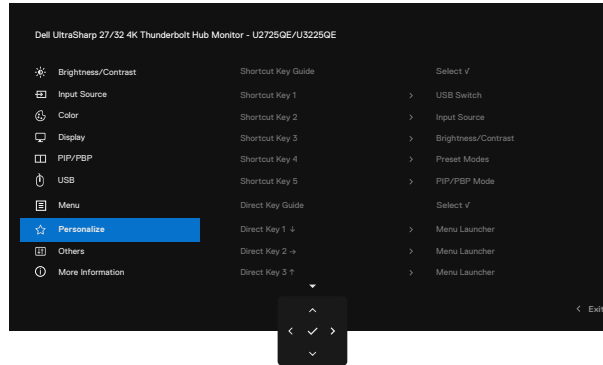 Dell UltraSharp 27/32 4K Thunderbolt Hub Monitor - U2725QE/U3225QE
Brightness/Contrast Shortcut Key Guide Select √
Input Source Shortcut Key 1 > USB Switch
Color Shortcut Key 2 > Input Source
Display Shortcut Key 3 > Brightness/Contrast
PIP/PBP Shortcut Key 4 > Preset Modes
USB Shortcut Key 5 > PIP/PBP Mode
Menu Direct Key Guide Select √
Personalize Direct Key 1 ↓ > Menu Launcher
Others Direct Key 2 → > Menu Launcher
More Information Direct Key 3 ↑ > Menu Launcher
< Exit